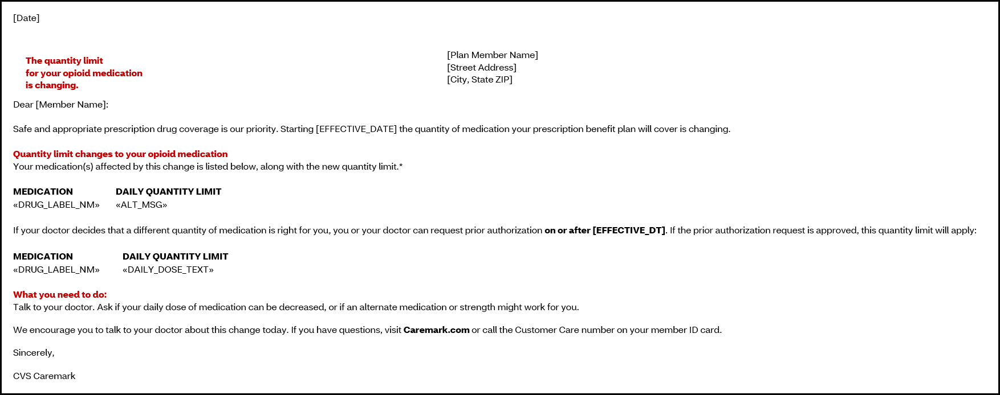 [Date]
The quantity limit
for your opioid medication
is changing.
[Plan Member Name]
[Street Address]
[City, State ZIP]
Dear [Member Name]:
Safe and appropriate prescription drug coverage is our priority. Starting [EFFECTIVE_DATE] the quantity of medication your prescription benefit plan will cover is changing.
Quantity limit changes to your opioid medication
Your medication(s) affected by this change is listed below, along with the new quantity limit.*
MEDICATION DAILY QUANTITY LIMIT
«DRUG_LABEL_NM» «ALT_MSG»
If your doctor decides that a different quantity of medication is right for you, you or your doctor can request prior authorization on or after [EFFECTIVE_DT]. If the prior authorization request is approved, this quantity limit will apply:
MEDICATION DAILY QUANTITY LIMIT
«DRUG_LABEL_NM» «DAILY_DOSE_TEXT»
What you need to do:
Talk to your doctor. Ask if your daily dose of medication can be decreased, or if an alternate medication or strength might work for you.
We encourage you to talk to your doctor about this change today. If you have questions, visit Caremark.com or call the Customer Care number on your member ID card.
Sincerely,
CVS Caremark